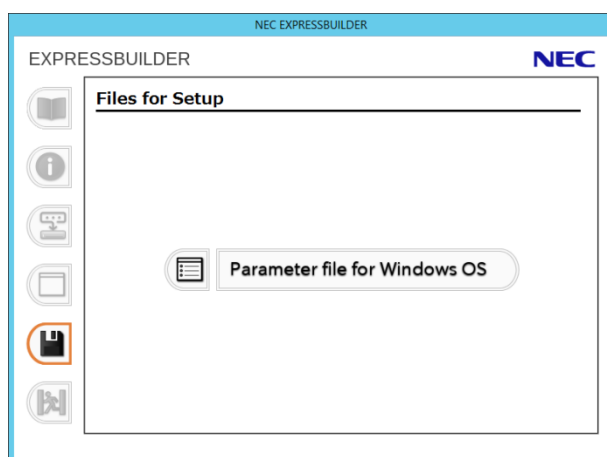 NEC EXPRESSBUILDER
EXPRESSBUILDER
NEC
Files for Setup
Parameter file for Windows OS